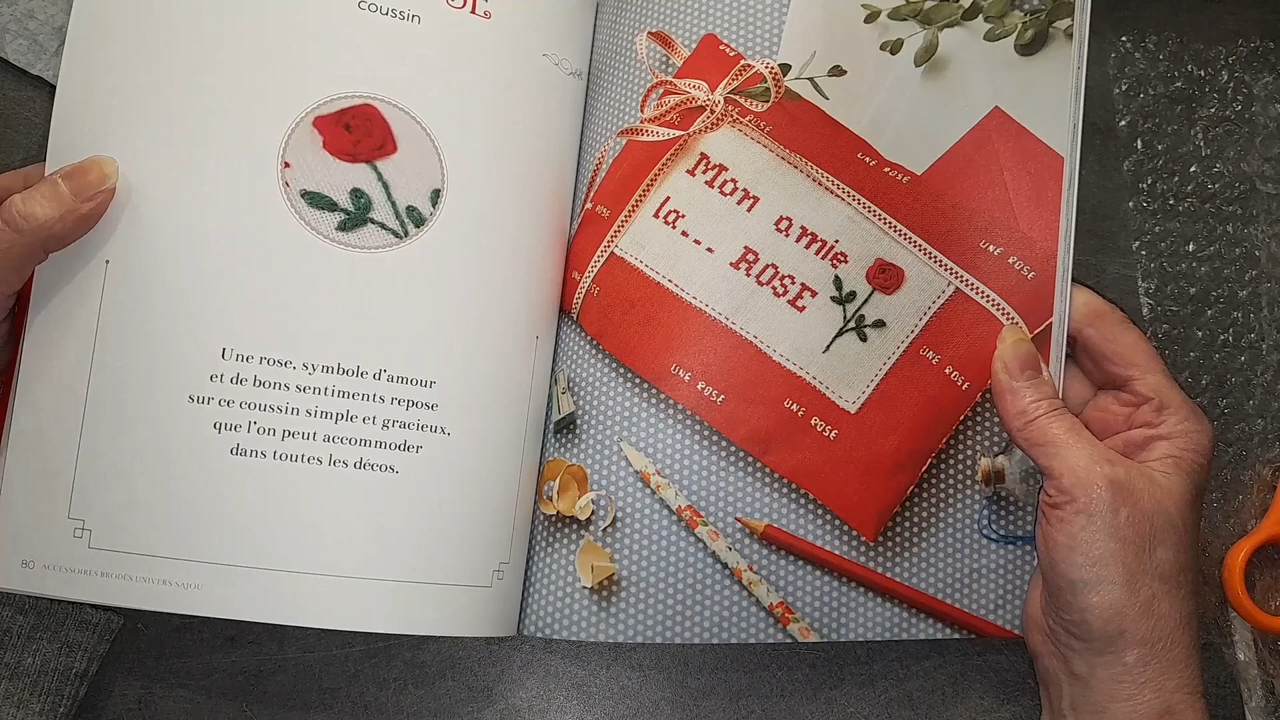 coussin
Une rose, symbole d'amour
et de bons sentiments repose
sur ce coussin simple et gracieux,
que l'on peut accommoder
dans toutes les décos.
80 ACCESSOIRES BRODÉS UNIVERS SAJOU
UNE ROSE
UNE ROSE
UNE ROSE
Mon amie
la... ROSE
UNE ROSE
UNE ROSE
UNE ROSE